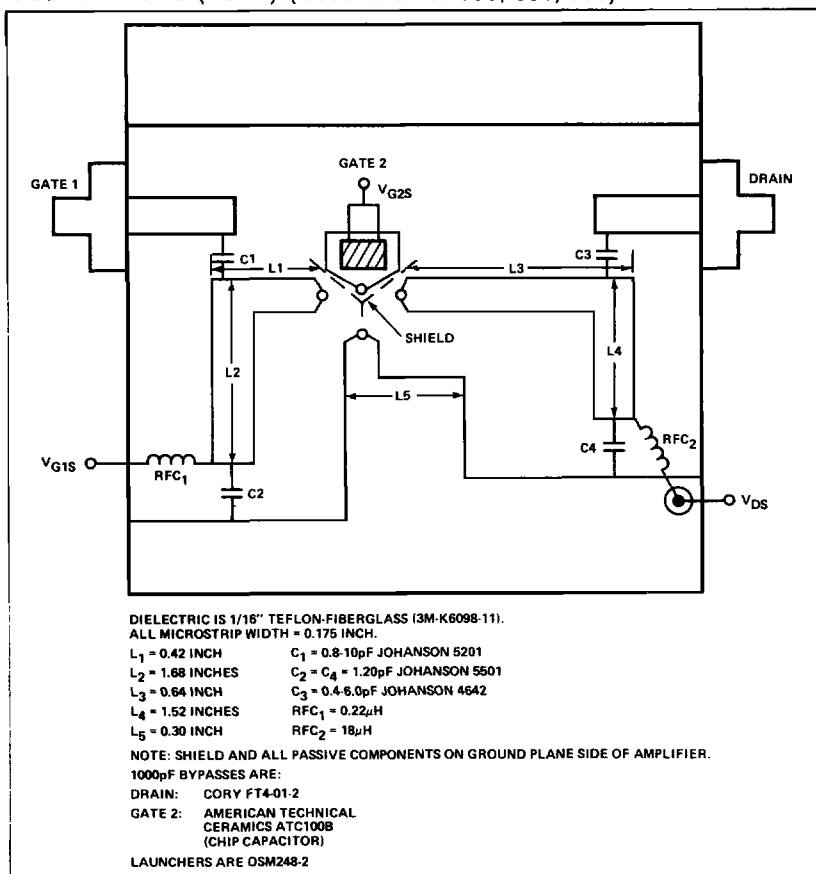 GATE 2
GATE 1
V_G2S
DRAIN
C1
L1
C3
L3
SHIELD
L2
L4
L5
V_G1S
RFC1
C2
C4
RFC2
V_DS
DIELECTRIC IS 1/16" TEFLON-FIBERGLASS (3M-K6098-11).
ALL MICROSTRIP WIDTH = 0.175 INCH.
L1 = 0.42 INCH C1 = 0.8-10pF JOHANSON 5201
L2 = 1.68 INCHES C2 = C4 = 1.20pF JOHANSON 5501
L3 = 0.64 INCH C3 = 0.4-6.0pF JOHANSON 4642
L4 = 1.52 INCHES RFC1 = 0.22μH
L5 = 0.30 INCH RFC2 = 18μH
NOTE: SHIELD AND ALL PASSIVE COMPONENTS ON GROUND PLANE SIDE OF AMPLIFIER.
1000pF BYPASSES ARE:
DRAIN: CORY FT4-01-2
GATE 2: AMERICAN TECHNICAL
CERAMICS ATC100B
(CHIP CAPACITOR)
LAUNCHERS ARE OSM248-2